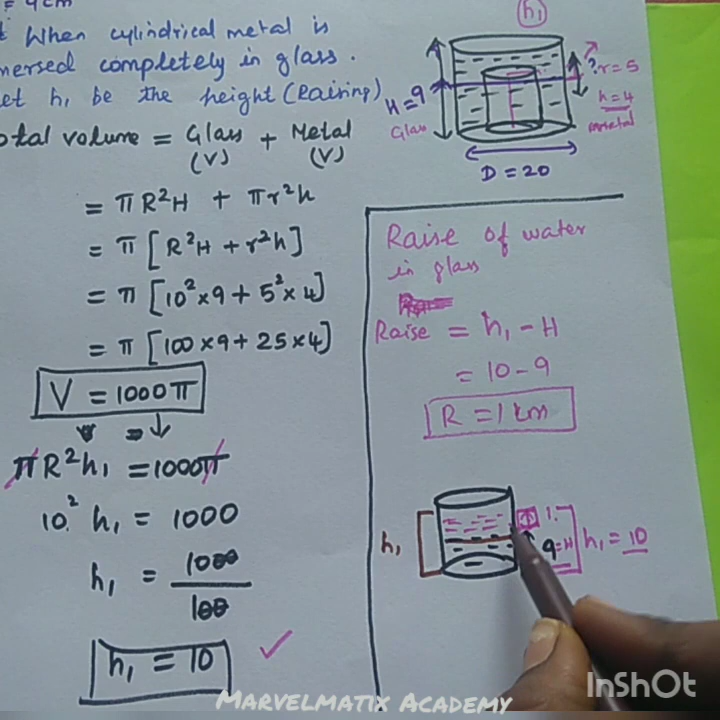 = 9cm
When cylindrical metal is
mersed completely in glass.
et h₁ be the height (Raising)
otal volume = Glass + Metal
(V) (V)
= πR²H + πr²h
= π[R²H + r²h]
= π[10² × 9 + 5² × 4]
= π[100 × 9 + 25 × 4]
V = 1000π
πR²h₁ = 1000π
10² h₁ = 1000
h₁ = 1000/100
h₁ = 10
h₁
H = 9
Glass
? r = 5
h = 4
metal
D = 20
Raise of water
in glass
Raise = h₁ - H
= 10 - 9
R = 1 cm
h₁
1
9 = H
h₁ = 10
MARVELMATIX ACADEMY
InShOt